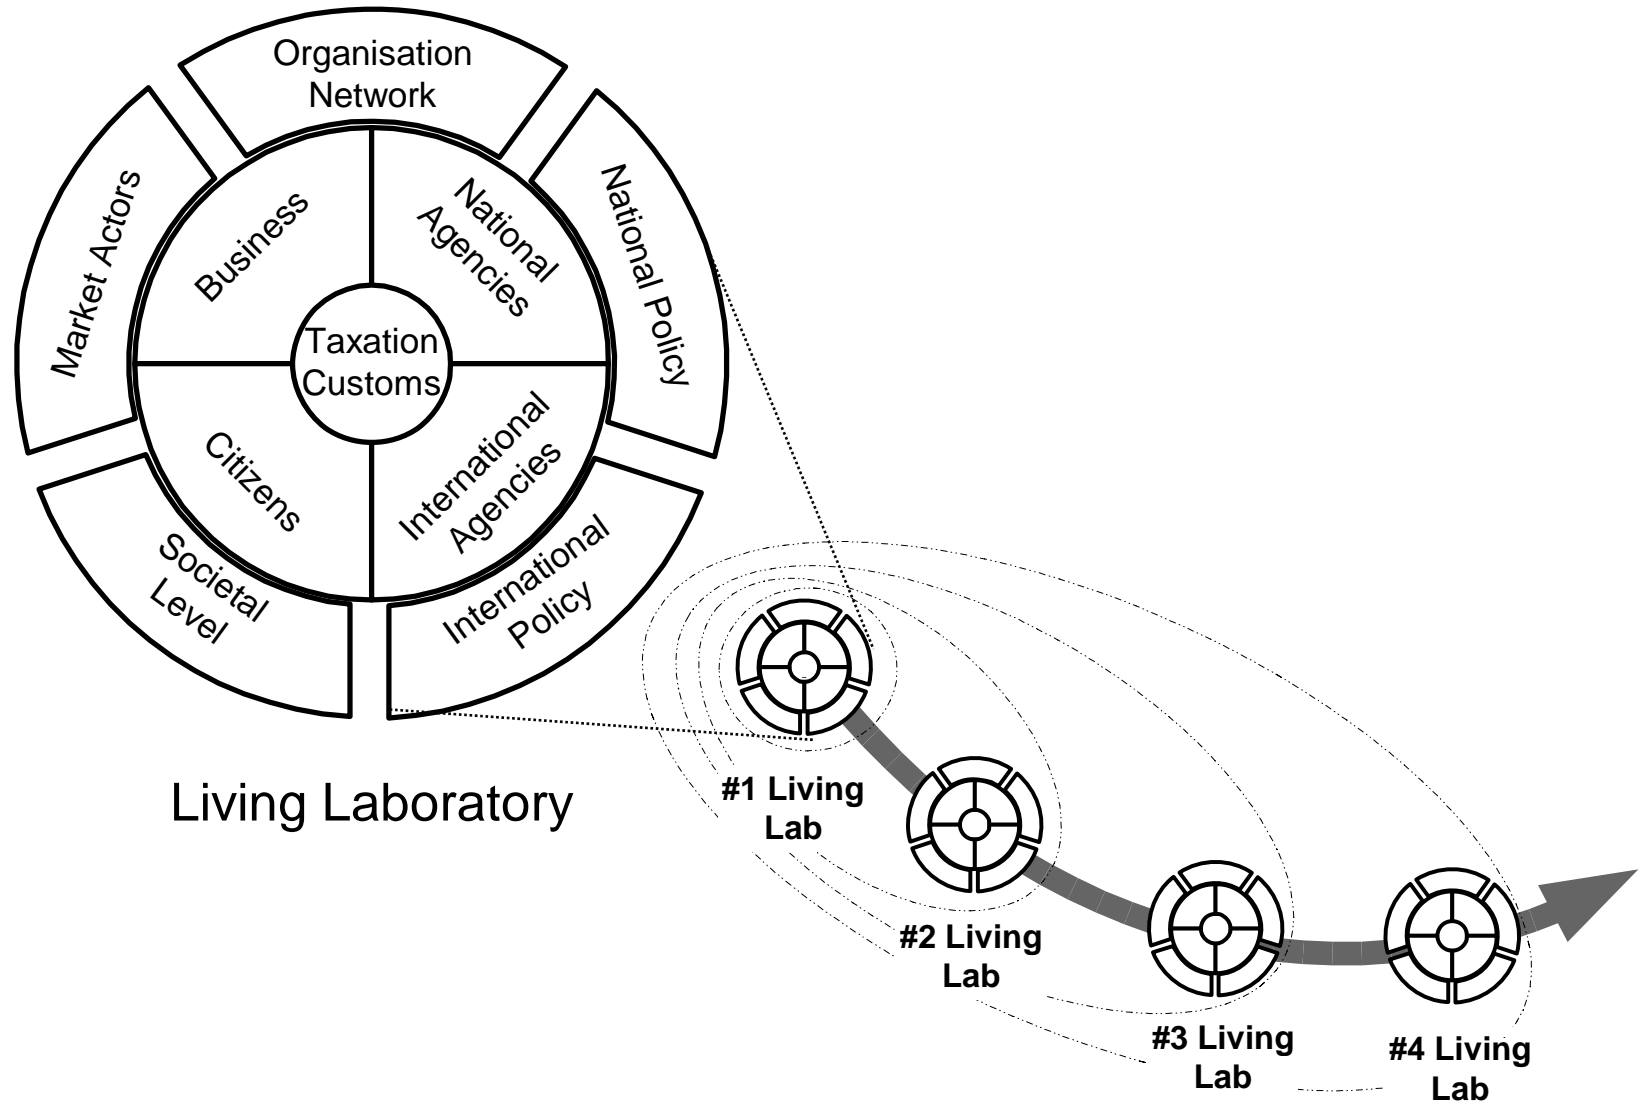 Organisation
Network
Market Actors
Business
National
Agencies
National Policy
Taxation
Customs
Citizens
International
Agencies
Societal
Level
International
Policy
Living Laboratory
#1 Living
Lab
#2 Living
Lab
#3 Living
Lab
#4 Living
Lab